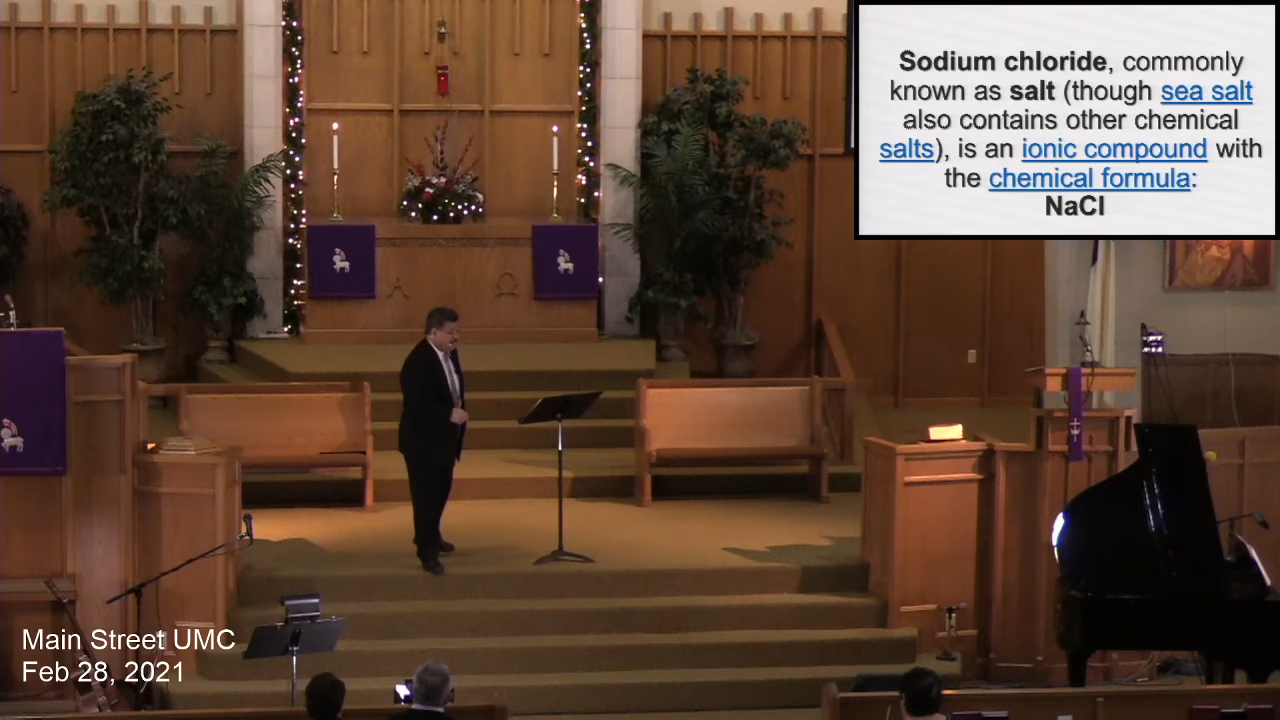 Sodium chloride, commonly
known as salt (though sea salt
also contains other chemical
salts), is an ionic compound with
the chemical formula:
NaCl
Α Ω
Main Street UMC
Feb 28, 2021